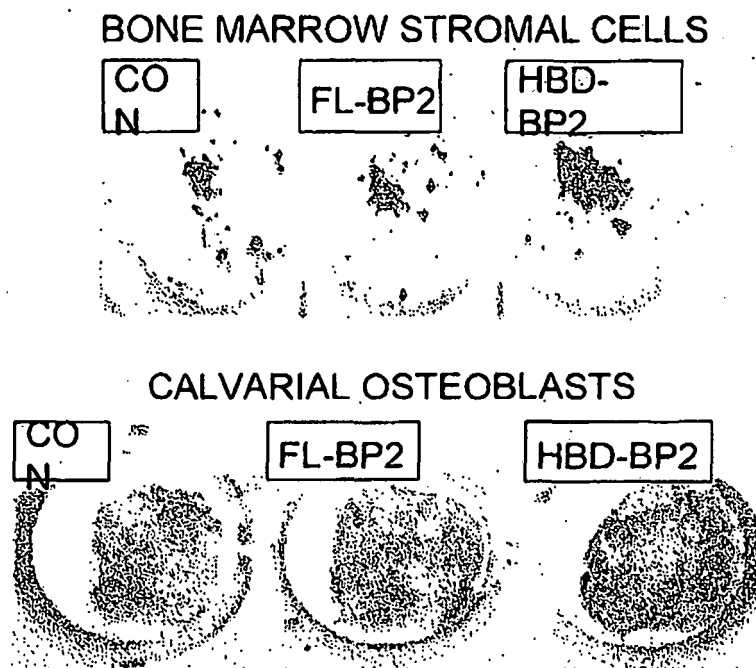 BONE MARROW STROMAL CELLS
CO
N
FL-BP2
HBD-
BP2
CALVARIAL OSTEOBLASTS
CO
N
FL-BP2
HBD-BP2